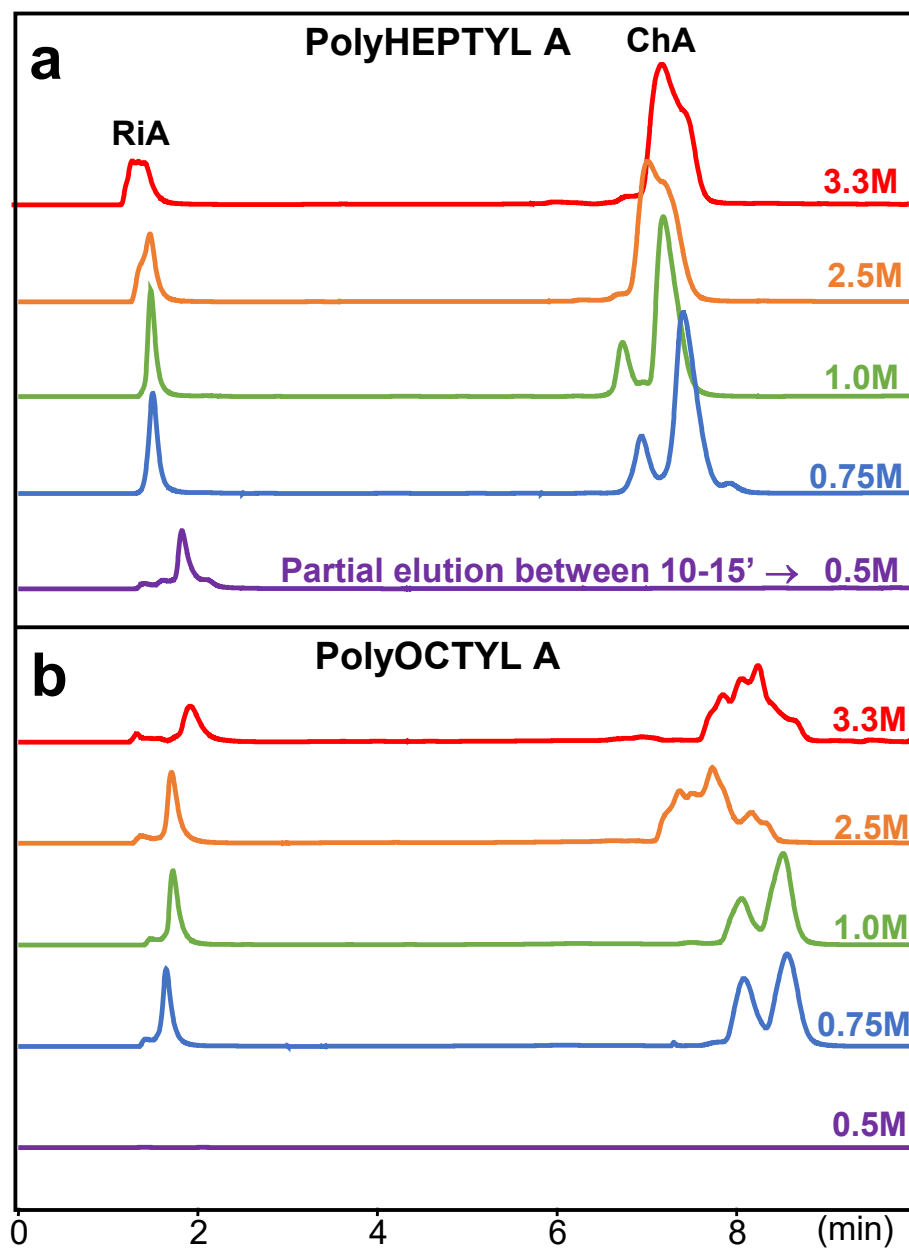 a
PolyHEPTYL A
ChA
RiA
3.3M
2.5M
1.0M
0.75M
Partial elution between 10-15’ → 0.5M
b
PolyOCTYL A
3.3M
2.5M
1.0M
0.75M
0.5M
0 2 4 6 8 (min)